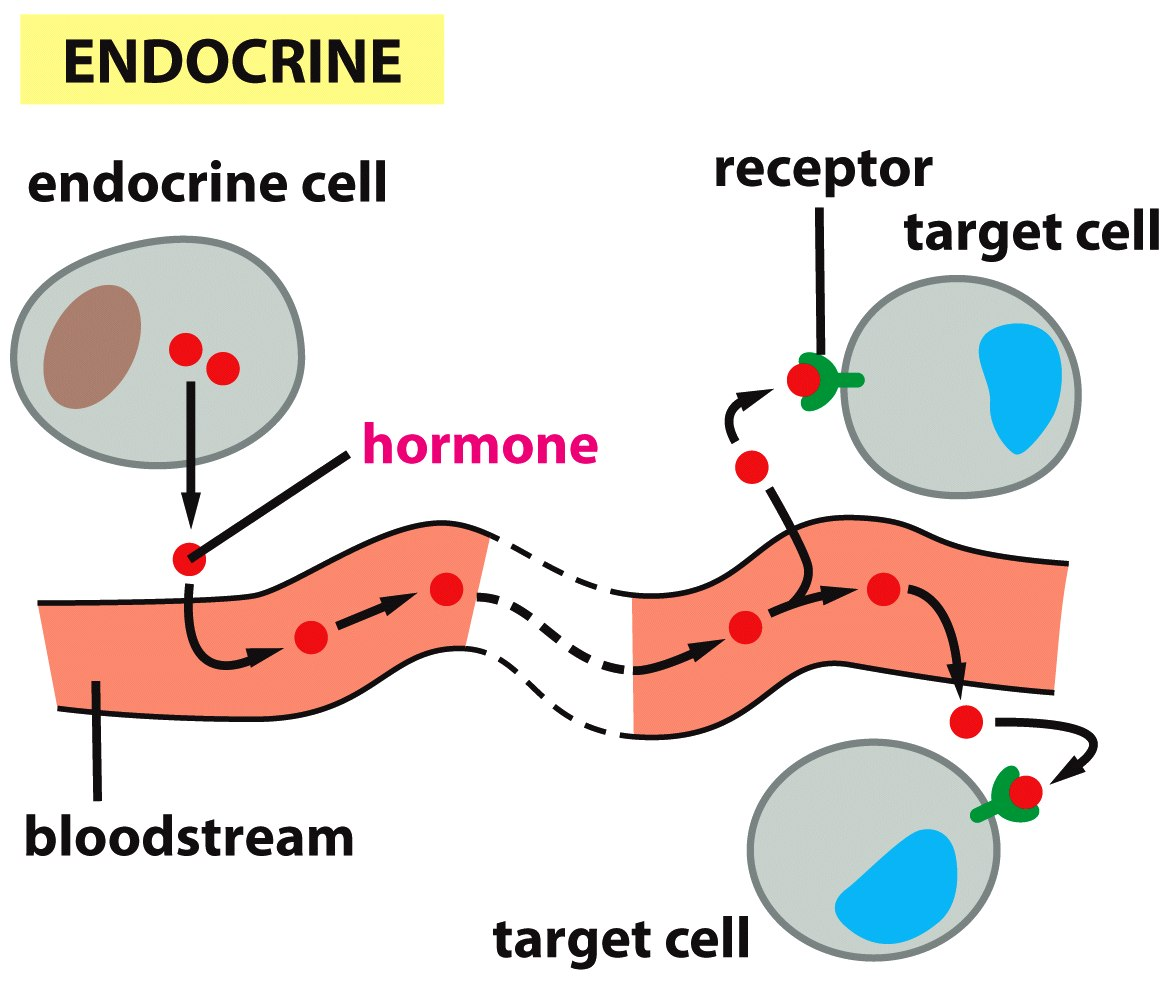 ENDOCRINE
endocrine cell
receptor
target cell
hormone
bloodstream
target cell